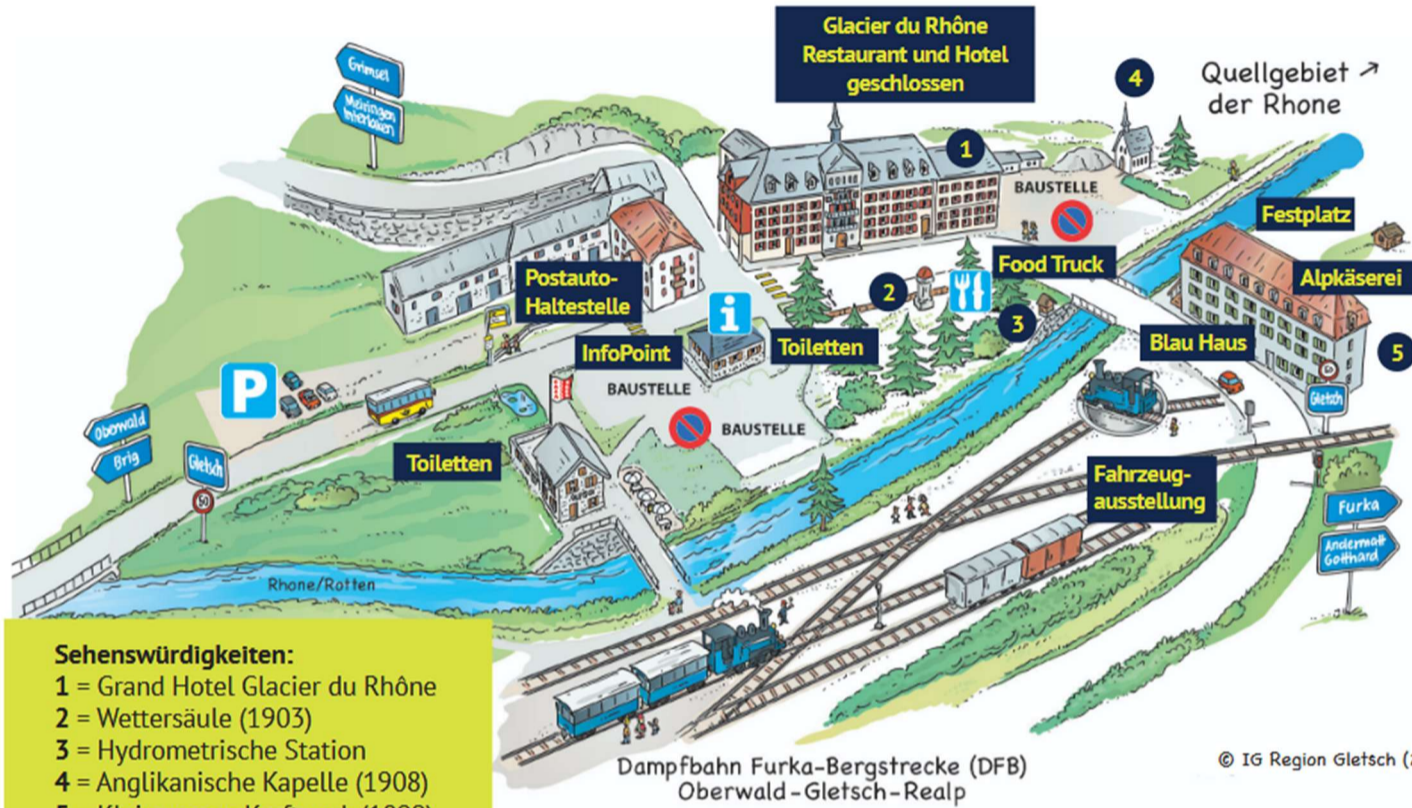 Glacier du Rhône
Restaurant und Hotel
geschlossen
4
Quellgebiet ↗
der Rhone
Grimsel
Meiringen
Interlaken
1
BAUSTELLE
Festplatz
Postauto-
Haltestelle
2
Food Truck
Alpkäserei
i
3
InfoPoint
Toiletten
Blau Haus
5
P
BAUSTELLE
BAUSTELLE
Gletsch
Oberwald
Brig
Gletsch
50
Toiletten
Fahrzeug-
ausstellung
Furka
Andermatt
Gotthard
Rhone/Rotten
Sehenswürdigkeiten:
1 = Grand Hotel Glacier du Rhône
2 = Wettersäule (1903)
3 = Hydrometrische Station
4 = Anglikanische Kapelle (1908)
Dampfbahn Furka-Bergstrecke (DFB)
Oberwald-Gletsch-Realp
© IG Region Gletsch